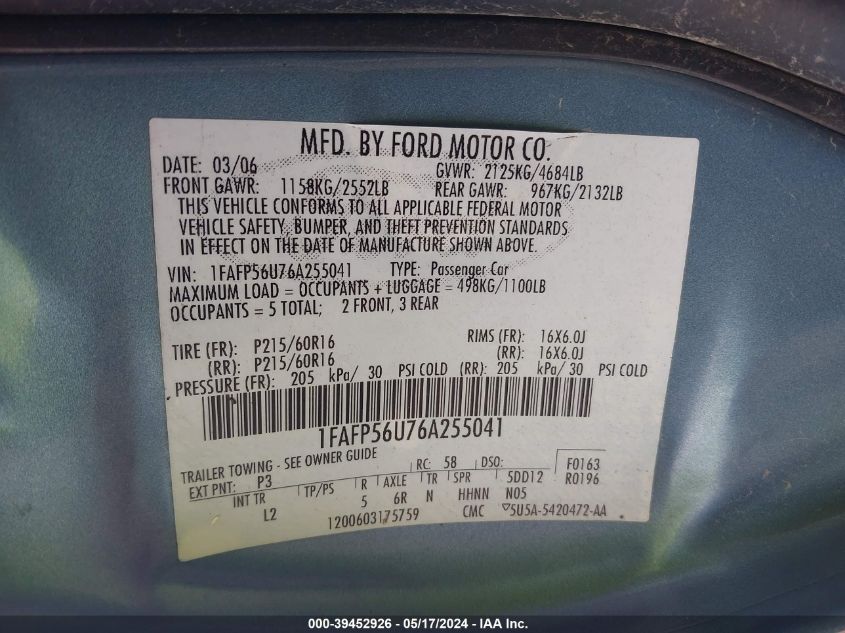 MFD. BY FORD MOTOR CO.
DATE: 03/06 GVWR: 2125KG/4684LB
FRONT GAWR: 1158KG/2552LB REAR GAWR: 967KG/2132LB
THIS VEHICLE CONFORMS TO ALL APPLICABLE FEDERAL MOTOR
VEHICLE SAFETY, BUMPER, AND THEFT PREVENTION STANDARDS
IN EFFECT ON THE DATE OF MANUFACTURE SHOWN ABOVE.
VIN: 1FAFP56U76A255041 TYPE: Passenger Car
MAXIMUM LOAD = OCCUPANTS + LUGGAGE = 498KG/1100LB
OCCUPANTS = 5 TOTAL; 2 FRONT, 3 REAR
TIRE (FR): P215/60R16 RIMS (FR): 16X6.0J
(RR): P215/60R16 (RR): 16X6.0J
PRESSURE (FR): 205 kPa/ 30 PSI COLD (RR): 205 kPa/ 30 PSI COLD
1FAFP56U76A255041
TRAILER TOWING - SEE OWNER GUIDE
RC: 58 DSO: F0163
EXT PNT: P3 5DD12 R0196
INT TR TP/PS R AXLE TR SPR
L2 5 6R N HHNN N05
1200603175759 CMC ▽5U5A-5420472-AA
000-39452926 - 05/17/2024 - IAA Inc.